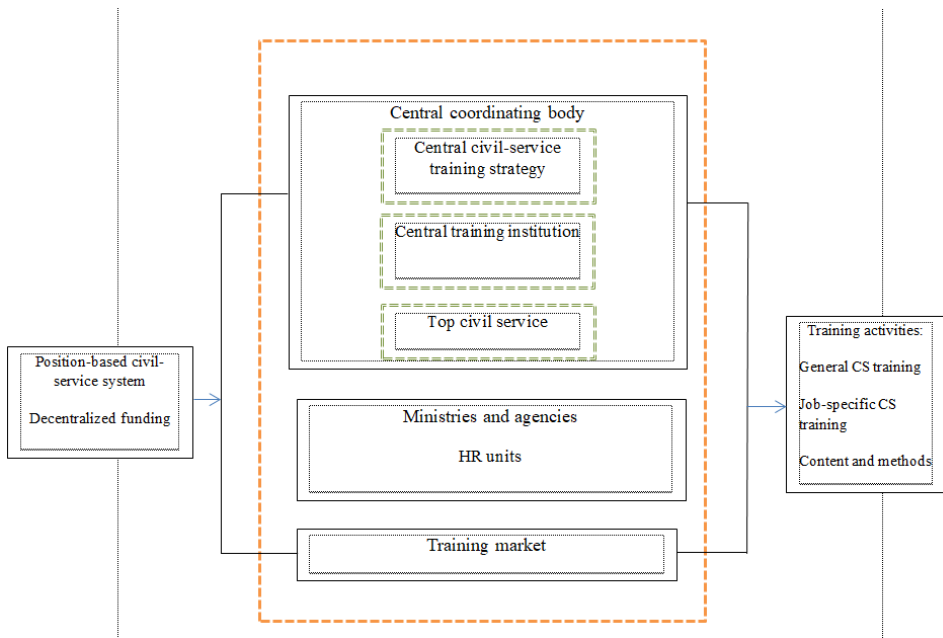 Central coordinating body
Central civil-service
training strategy
Central training institution
Top civil service
Position-based civil-
service system
Decentralized funding
Ministries and agencies
HR units
Training market
Training activities:
General CS training
Job-specific CS
training
Content and methods